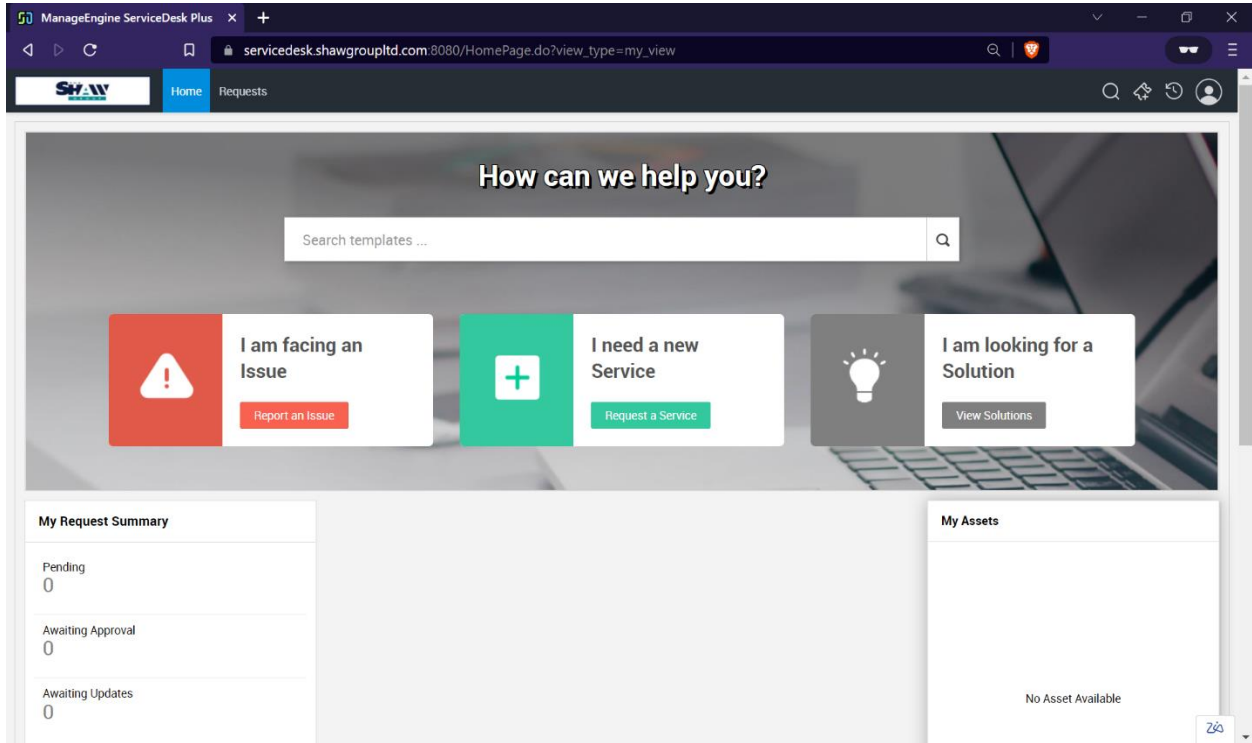 ManageEngine ServiceDesk Plus
servicedesk.shawgroupltd.com:8080/HomePage.do?view_type=my_view
SHAW
Home
Requests
How can we help you?
Search templates ...
I am facing an
Issue
Report an Issue
I need a new
Service
Request a Service
I am looking for a
Solution
View Solutions
My Request Summary
Pending
0
Awaiting Approval
0
Awaiting Updates
0
My Assets
No Asset Available